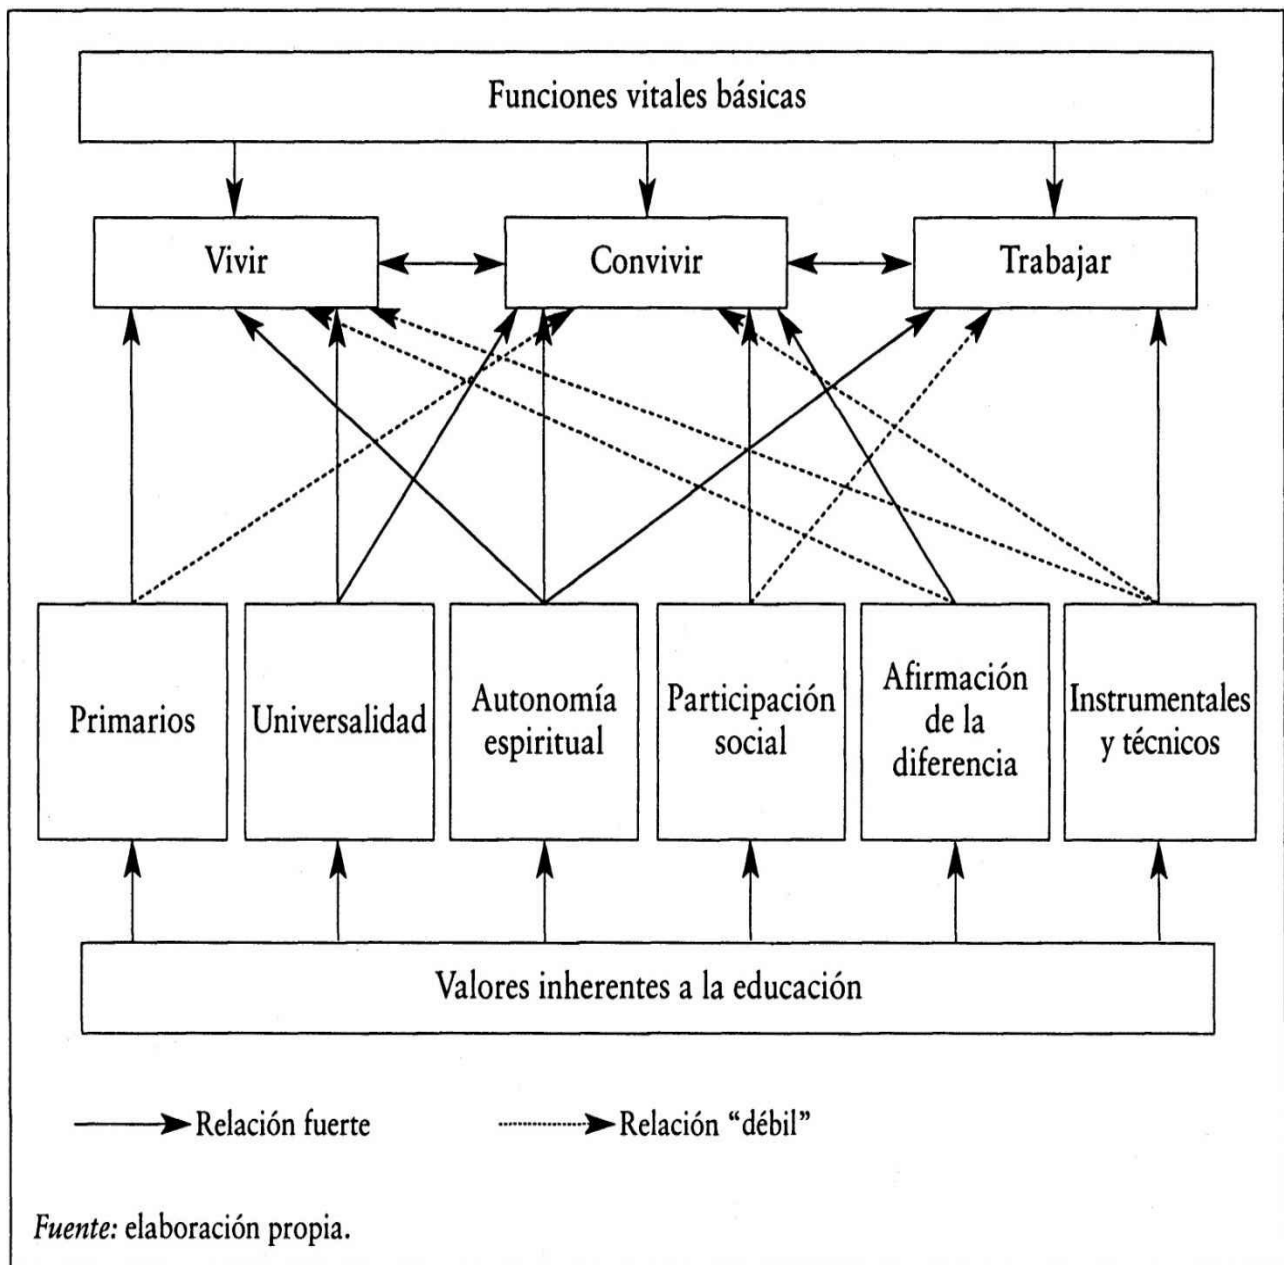 Funciones vitales básicas
Vivir
Convivir
Trabajar
Primarios
Universalidad
Autonomía
espiritual
Participación
social
Afirmación
de la
diferencia
Instrumentales
y técnicos
Valores inherentes a la educación
Relación fuerte
Relación “débil”
Fuente: elaboración propia.